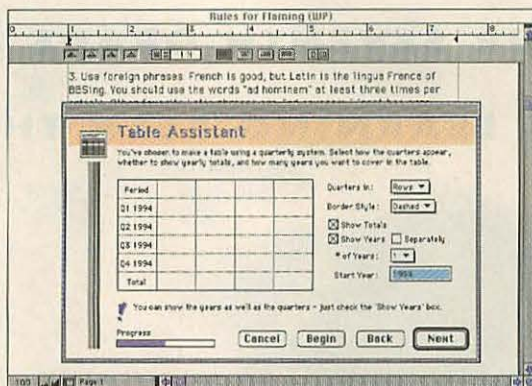 Rules for Flaming (WP)
3. Use foreign phrases. French is good, but Latin is the lingua Frence of
BBSing. You should use the words "ad hominem" at least three times per
Table Assistant
You've chosen to make a table using a quarterly system. Select how the quarters appear,
whether to show yearly totals, and how many years you want to cover in the table.
Period
Q1 1994
Q2 1994
Q3 1994
Q4 1994
Total
Quarters in: Rows
Border Style: Dashed
Show Totals
Show Years Separately
# of Years: 1
Start Year: 1994
You can show the years as well as the quarters - just check the 'Show Years' box.
Progress
Cancel Begin Back Next
100 Page 1